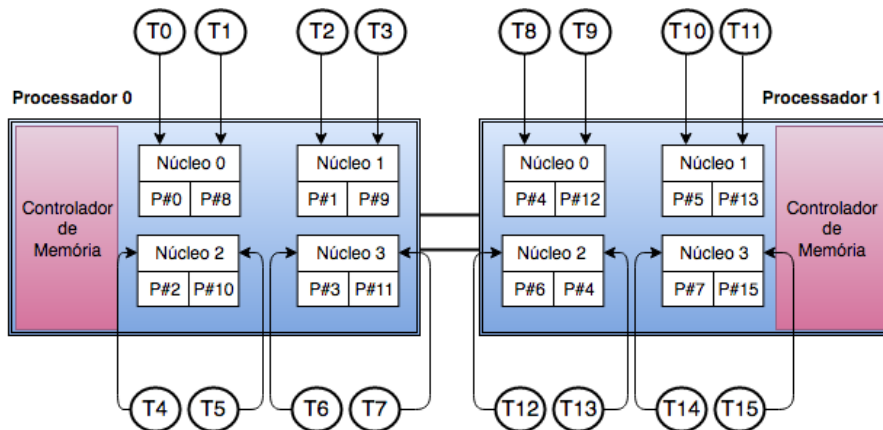 T0 T1 T2 T3 T8 T9 T10 T11
Processador 0
Processador 1
Controlador
de
Memória
Núcleo 0
P#0 P#8
Núcleo 1
P#1 P#9
Núcleo 2
P#2 P#10
Núcleo 3
P#3 P#11
Núcleo 0
P#4 P#12
Núcleo 1
P#5 P#13
Núcleo 2
P#6 P#4
Núcleo 3
P#7 P#15
Controlador
de
Memória
T4 T5 T6 T7 T12 T13 T14 T15